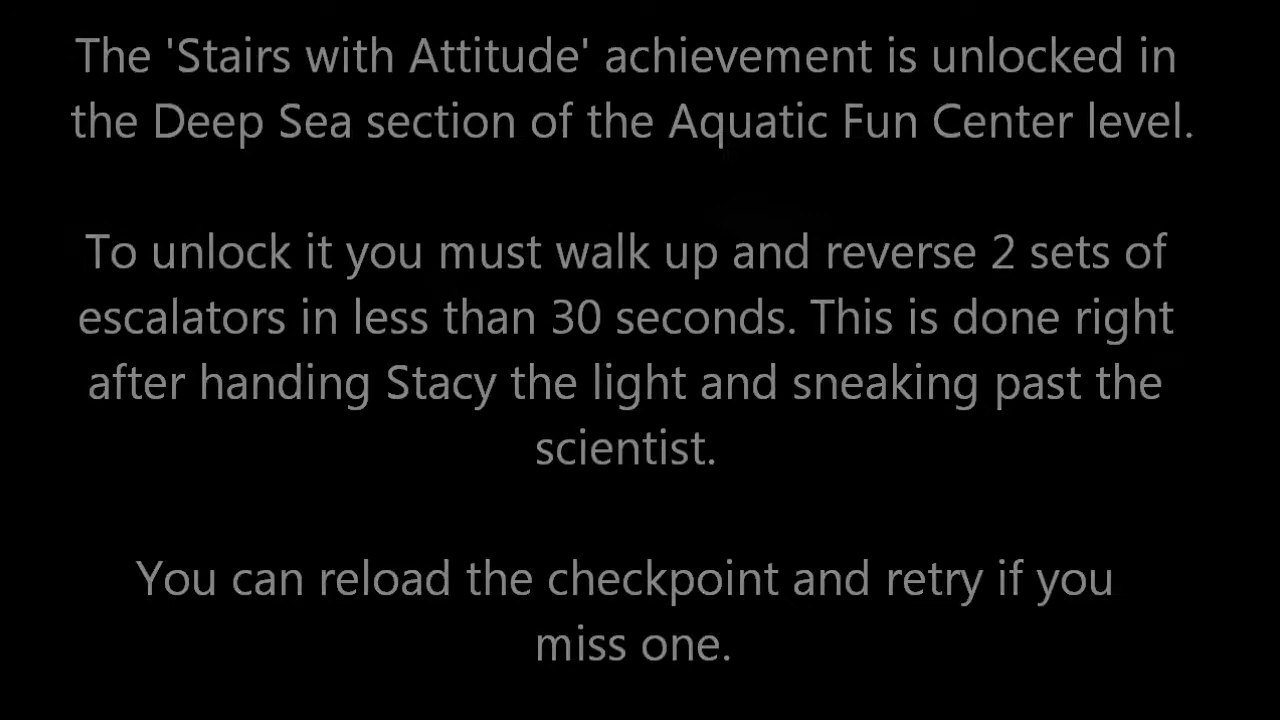 The 'Stairs with Attitude' achievement is unlocked in
the Deep Sea section of the Aquatic Fun Center level.
To unlock it you must walk up and reverse 2 sets of
escalators in less than 30 seconds. This is done right
after handing Stacy the light and sneaking past the
scientist.
You can reload the checkpoint and retry if you
miss one.